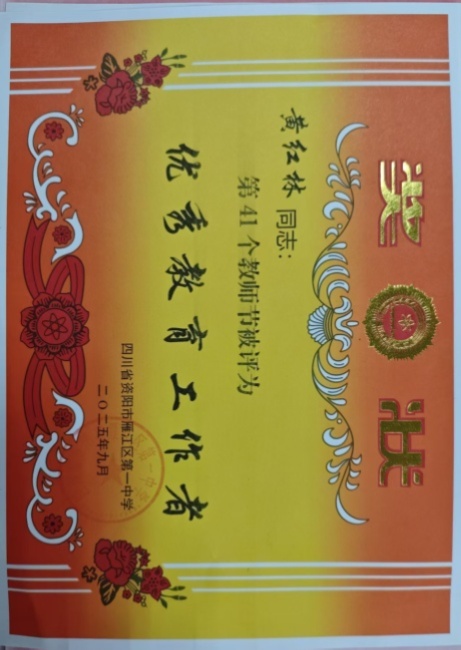 奖状
黄红林 同志：
第41个教师节被评为
优秀教育工作者
四川省资阳市雁江区第一中学
二〇二五年九月